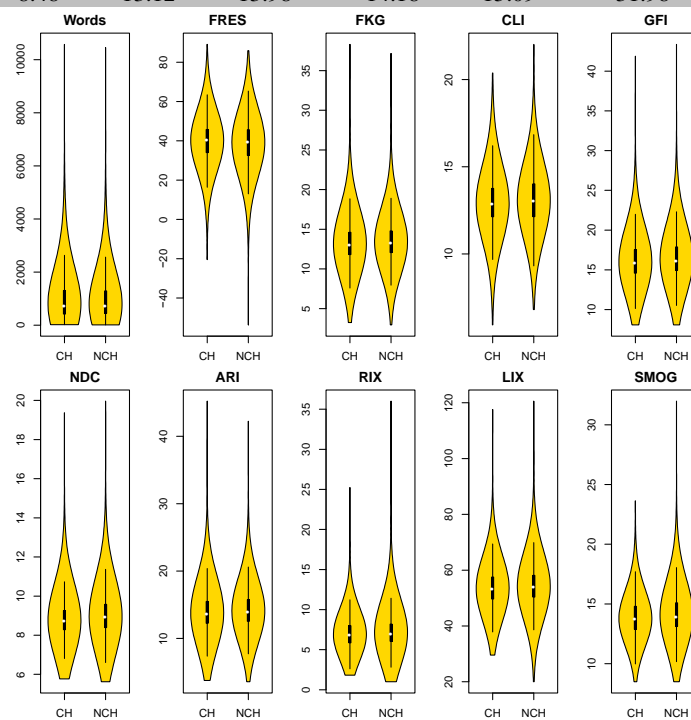 Words FRES FKG CLI GFI
0 2000 4000 6000 8000 10000
−40 −20 0 20 40 60 80
5 10 15 20 25 30 35
10 15 20
10 15 20 25 30 35 40
CH NCH CH NCH CH NCH CH NCH CH NCH
NDC ARI RIX LIX SMOG
6 8 10 12 14 16 18 20
10 20 30 40
0 5 10 15 20 25 30 35
20 40 60 80 100 120
10 15 20 25 30
CH NCH CH NCH CH NCH CH NCH CH NCH